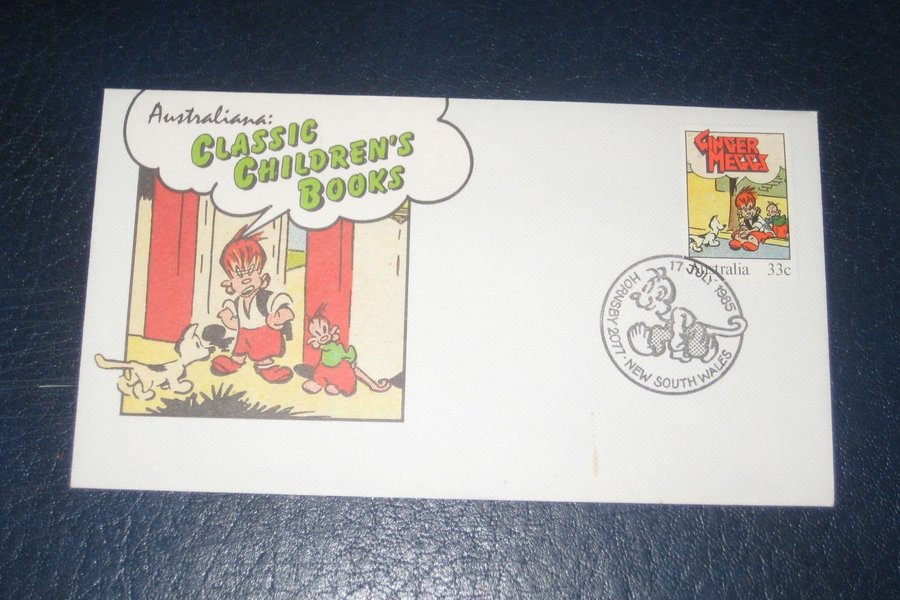 Australiana:
CLASSIC
CHILDREN'S
BOOKS
GINGER
MEGGS
Australia 33c
17 JULY 1985
HORNSBY 2077 · NEW SOUTH WALES